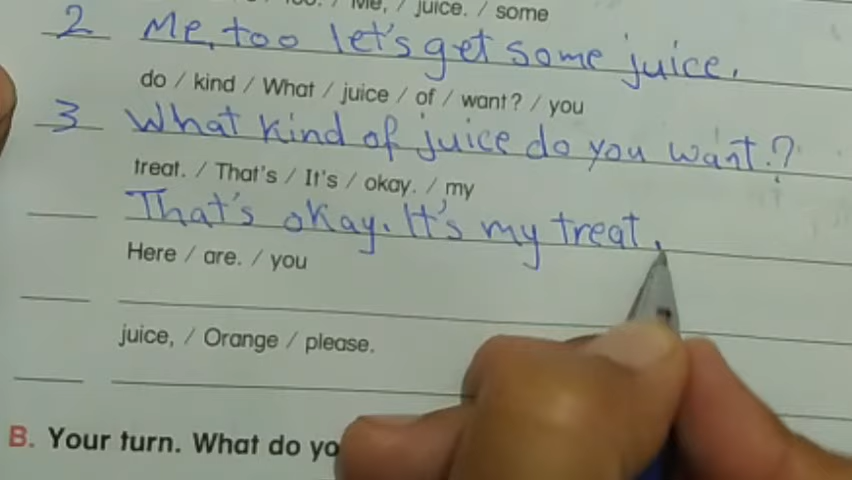 Me, / juice. / some
2 Me, too let's get some juice.
do / kind / What / juice / of / want? / you
3 What kind of juice do you want.?
treat. / That's / It's / okay. / my
That's okay. It's my treat.
Here / are. / you
juice, / Orange / please.
B. Your turn. What do yo